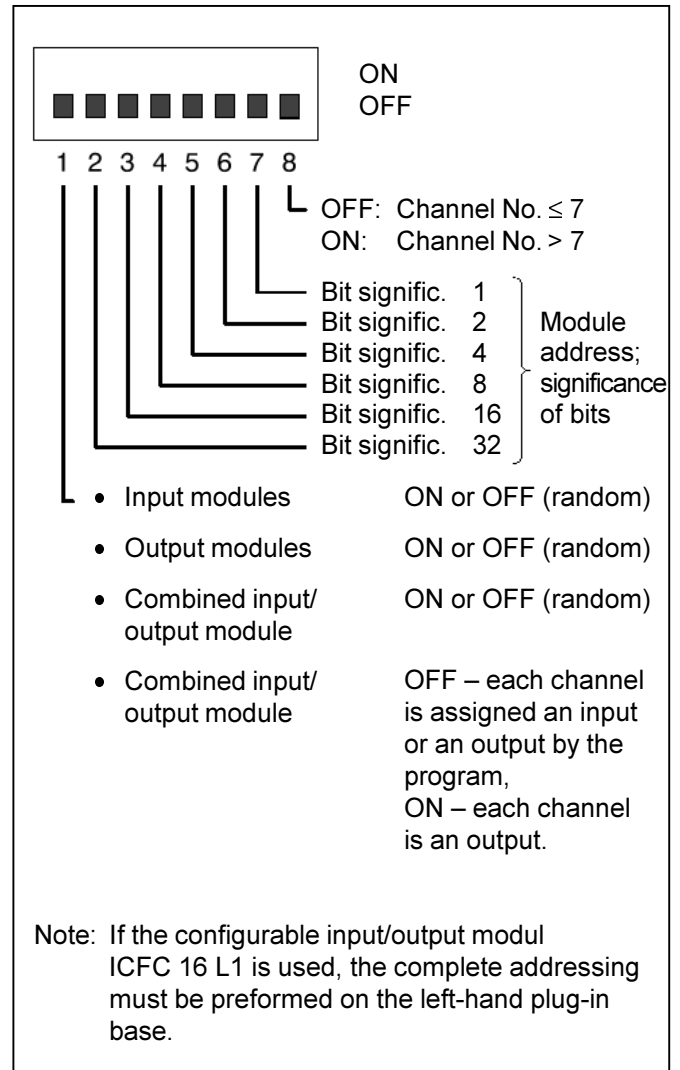 ON
OFF
1 2 3 4 5 6 7 8
OFF: Channel No. ≤ 7
ON: Channel No. > 7
Bit signific. 1
Bit signific. 2 Module
Bit signific. 4 address;
Bit signific. 8 significance
Bit signific. 16 of bits
Bit signific. 32
• Input modules ON or OFF (random)
• Output modules ON or OFF (random)
• Combined input/ ON or OFF (random)
output module
• Combined input/ OFF – each channel
output module is assigned an input
or an output by the
program,
ON – each channel
is an output.
Note: If the configurable input/output modul
ICFC 16 L1 is used, the complete addressing
must be preformed on the left-hand plug-in
base.